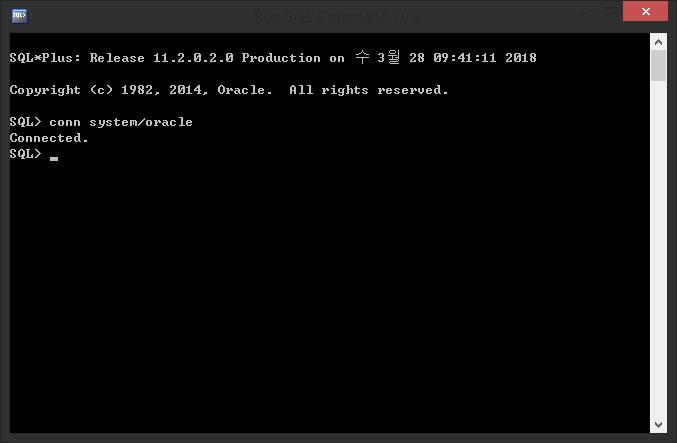 Run SQL Command Line
SQL*Plus: Release 11.2.0.2.0 Production on 수 3월 28 09:41:11 2018
Copyright (c) 1982, 2014, Oracle.  All rights reserved.
SQL> conn system/oracle
Connected.
SQL> _